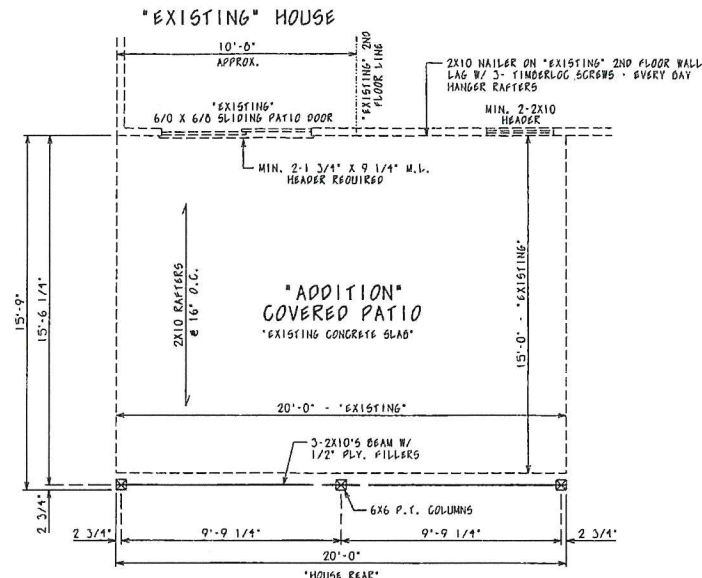 "EXISTING" HOUSE
10'-8"
APPROX.
"EXISTING" 2ND
FLOOR LINE
2X10 NAILER ON "EXISTING" 2ND FLOOR WALL
LAG W/ 3- TIMBERLOC SCREWS - EVERY BAY
HANGER RAFTERS
"EXISTING"
6/0 X 6/8 SLIDING PATIO DOOR
MIN. 2-2X10
HEADER
MIN. 2-1 3/4" X 9 1/4" M.L.
HEADER REQUIRED
15'-9"
15'-6 1/4"
2X10 RAFTERS
@ 16" O.C.
"ADDITION"
COVERED PATIO
"EXISTING CONCRETE SLAB"
15'-0" - "EXISTING"
20'-0" - "EXISTING"
3-2X10'S BEAM W/
1/2" PLY. FILLERS
6X6 P.T. COLUMNS
2 3/4"
2 3/4"
9'-9 1/4"
9'-9 1/4"
2 3/4"
20'-0"
"HOUSE REAR"